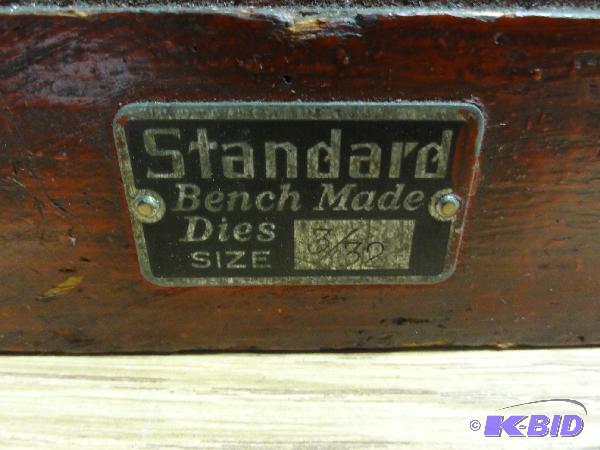 Standard
Bench Made
Dies
SIZE 3/32
© K-BID